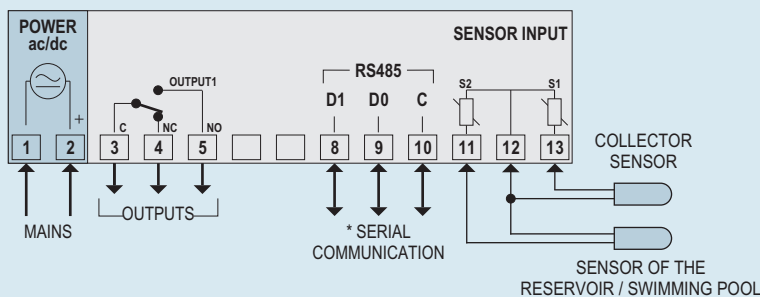 POWER
ac/dc
SENSOR INPUT
+
OUTPUT1
C
NC
NO
RS485
D1 D0 C
S2
S1
1 2 3 4 5 8 9 10 11 12 13
MAINS
OUTPUTS
* SERIAL
COMMUNICATION
COLLECTOR
SENSOR
SENSOR OF THE
RESERVOIR / SWIMMING POOL